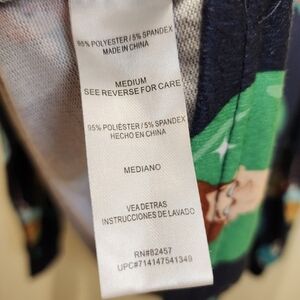 95% POLYESTER / 5% SPANDEX
MADE IN CHINA
MEDIUM
SEE REVERSE FOR CARE
95% POLIÉSTER / 5% SPANDEX
HECHO EN CHINA
MEDIANO
VEA DETRAS
INSTRUCCIONES DE LAVADO
RN#82457
UPC#714147541349